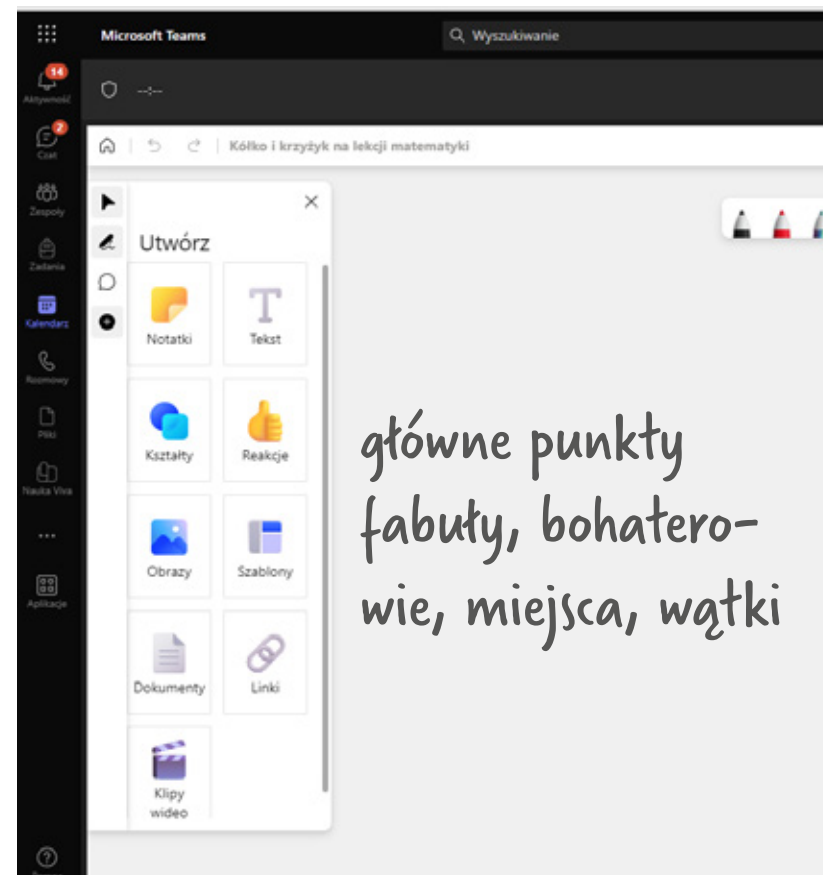 Microsoft Teams
Wyszukiwanie
14
Aktywność
--:--
2
Czat
Kółko i krzyżyk na lekcji matematyki
Zespoły
Utwórz
Zadania
Kalendarz
Notatki
Tekst
Rozmowy
Pliki
Kształty
Reakcje
Nauka Viva
główne punkty
fabuły, bohatero-
wie, miejsca, wątki
Obrazy
Szablony
Aplikacje
Dokumenty
Linki
Klipy
wideo